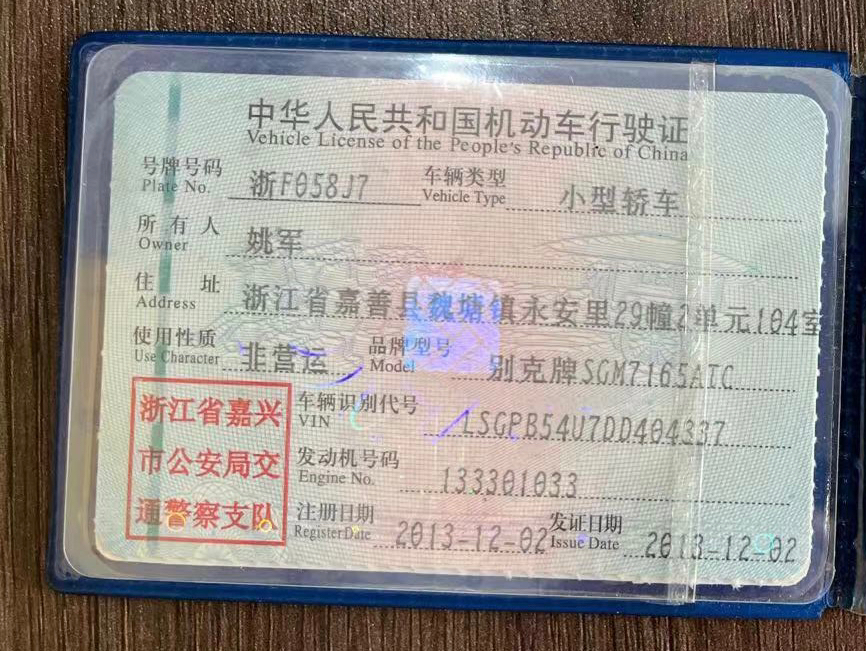 中华人民共和国机动车行驶证
Vehicle License of the People's Republic of China
号牌号码 浙F058J7 车辆类型 小型轿车
Plate No. Vehicle Type
所有人 姚军
Owner
住址 浙江省嘉善县魏塘镇永安里29幢2单元104室
Address
使用性质 非营运 品牌型号 别克牌SGM7165ATC
Use Character Model
浙江省嘉兴
市公安局交
通警察支队
车辆识别代号 LSGPB54U7DD404337
VIN
发动机号码 133301033
Engine No.
注册日期 2013-12-02 发证日期 2013-12-02
Register Date Issue Date